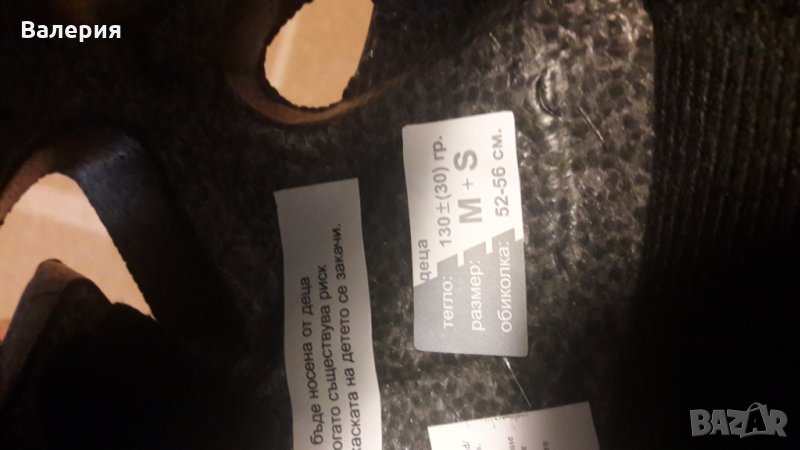 Валерия
деца
тегло: 130±(30) гр.
размер: M + S
обиколка: 52-56 см.
бъде носена от деца
съществува риск
каската на детето се закачи.
BAZAR